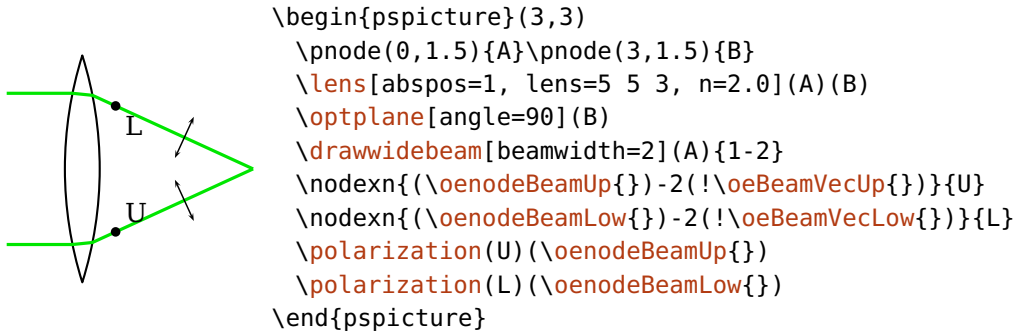 L
U
\begin{pspicture}(3,3)
  \pnode(0,1.5){A}\pnode(3,1.5){B}
  \lens[abspos=1, lens=5 5 3, n=2.0](A)(B)
  \optplane[angle=90](B)
  \drawwidebeam[beamwidth=2](A){1-2}
  \nodexn{(\oenodeBeamUp{})-2(!\oeBeamVecUp{})}{U}
  \nodexn{(\oenodeBeamLow{})-2(!\oeBeamVecLow{})}{L}
  \polarization(U)(\oenodeBeamUp{})
  \polarization(L)(\oenodeBeamLow{})
\end{pspicture}